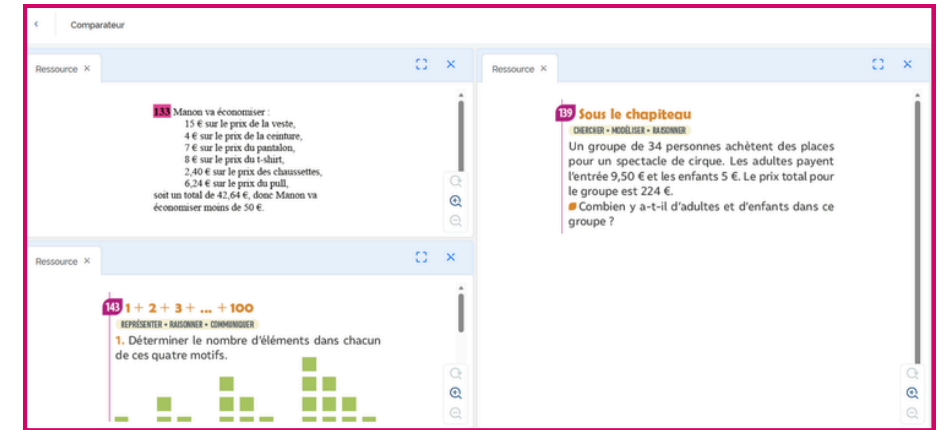 Comparateur
Ressource ×
133 Manon va économiser :
15 € sur le prix de la veste,
4 € sur le prix de la ceinture,
7 € sur le prix du pantalon,
8 € sur le prix du t-shirt,
2,40 € sur le prix des chaussettes,
6,24 € sur le prix du pull,
soit un total de 42,64 €, donc Manon va
économiser moins de 50 €.
Ressource ×
143 1 + 2 + 3 + ... + 100
REPRÉSENTER • RAISONNER • COMMUNIQUER
1. Déterminer le nombre d'éléments dans chacun
de ces quatre motifs.
Ressource ×
139 Sous le chapiteau
CHERCHER • MODÉLISER • RAISONNER
Un groupe de 34 personnes achètent des places
pour un spectacle de cirque. Les adultes payent
l'entrée 9,50 € et les enfants 5 €. Le prix total pour
le groupe est 224 €.
Combien y a-t-il d'adultes et d'enfants dans ce
groupe ?